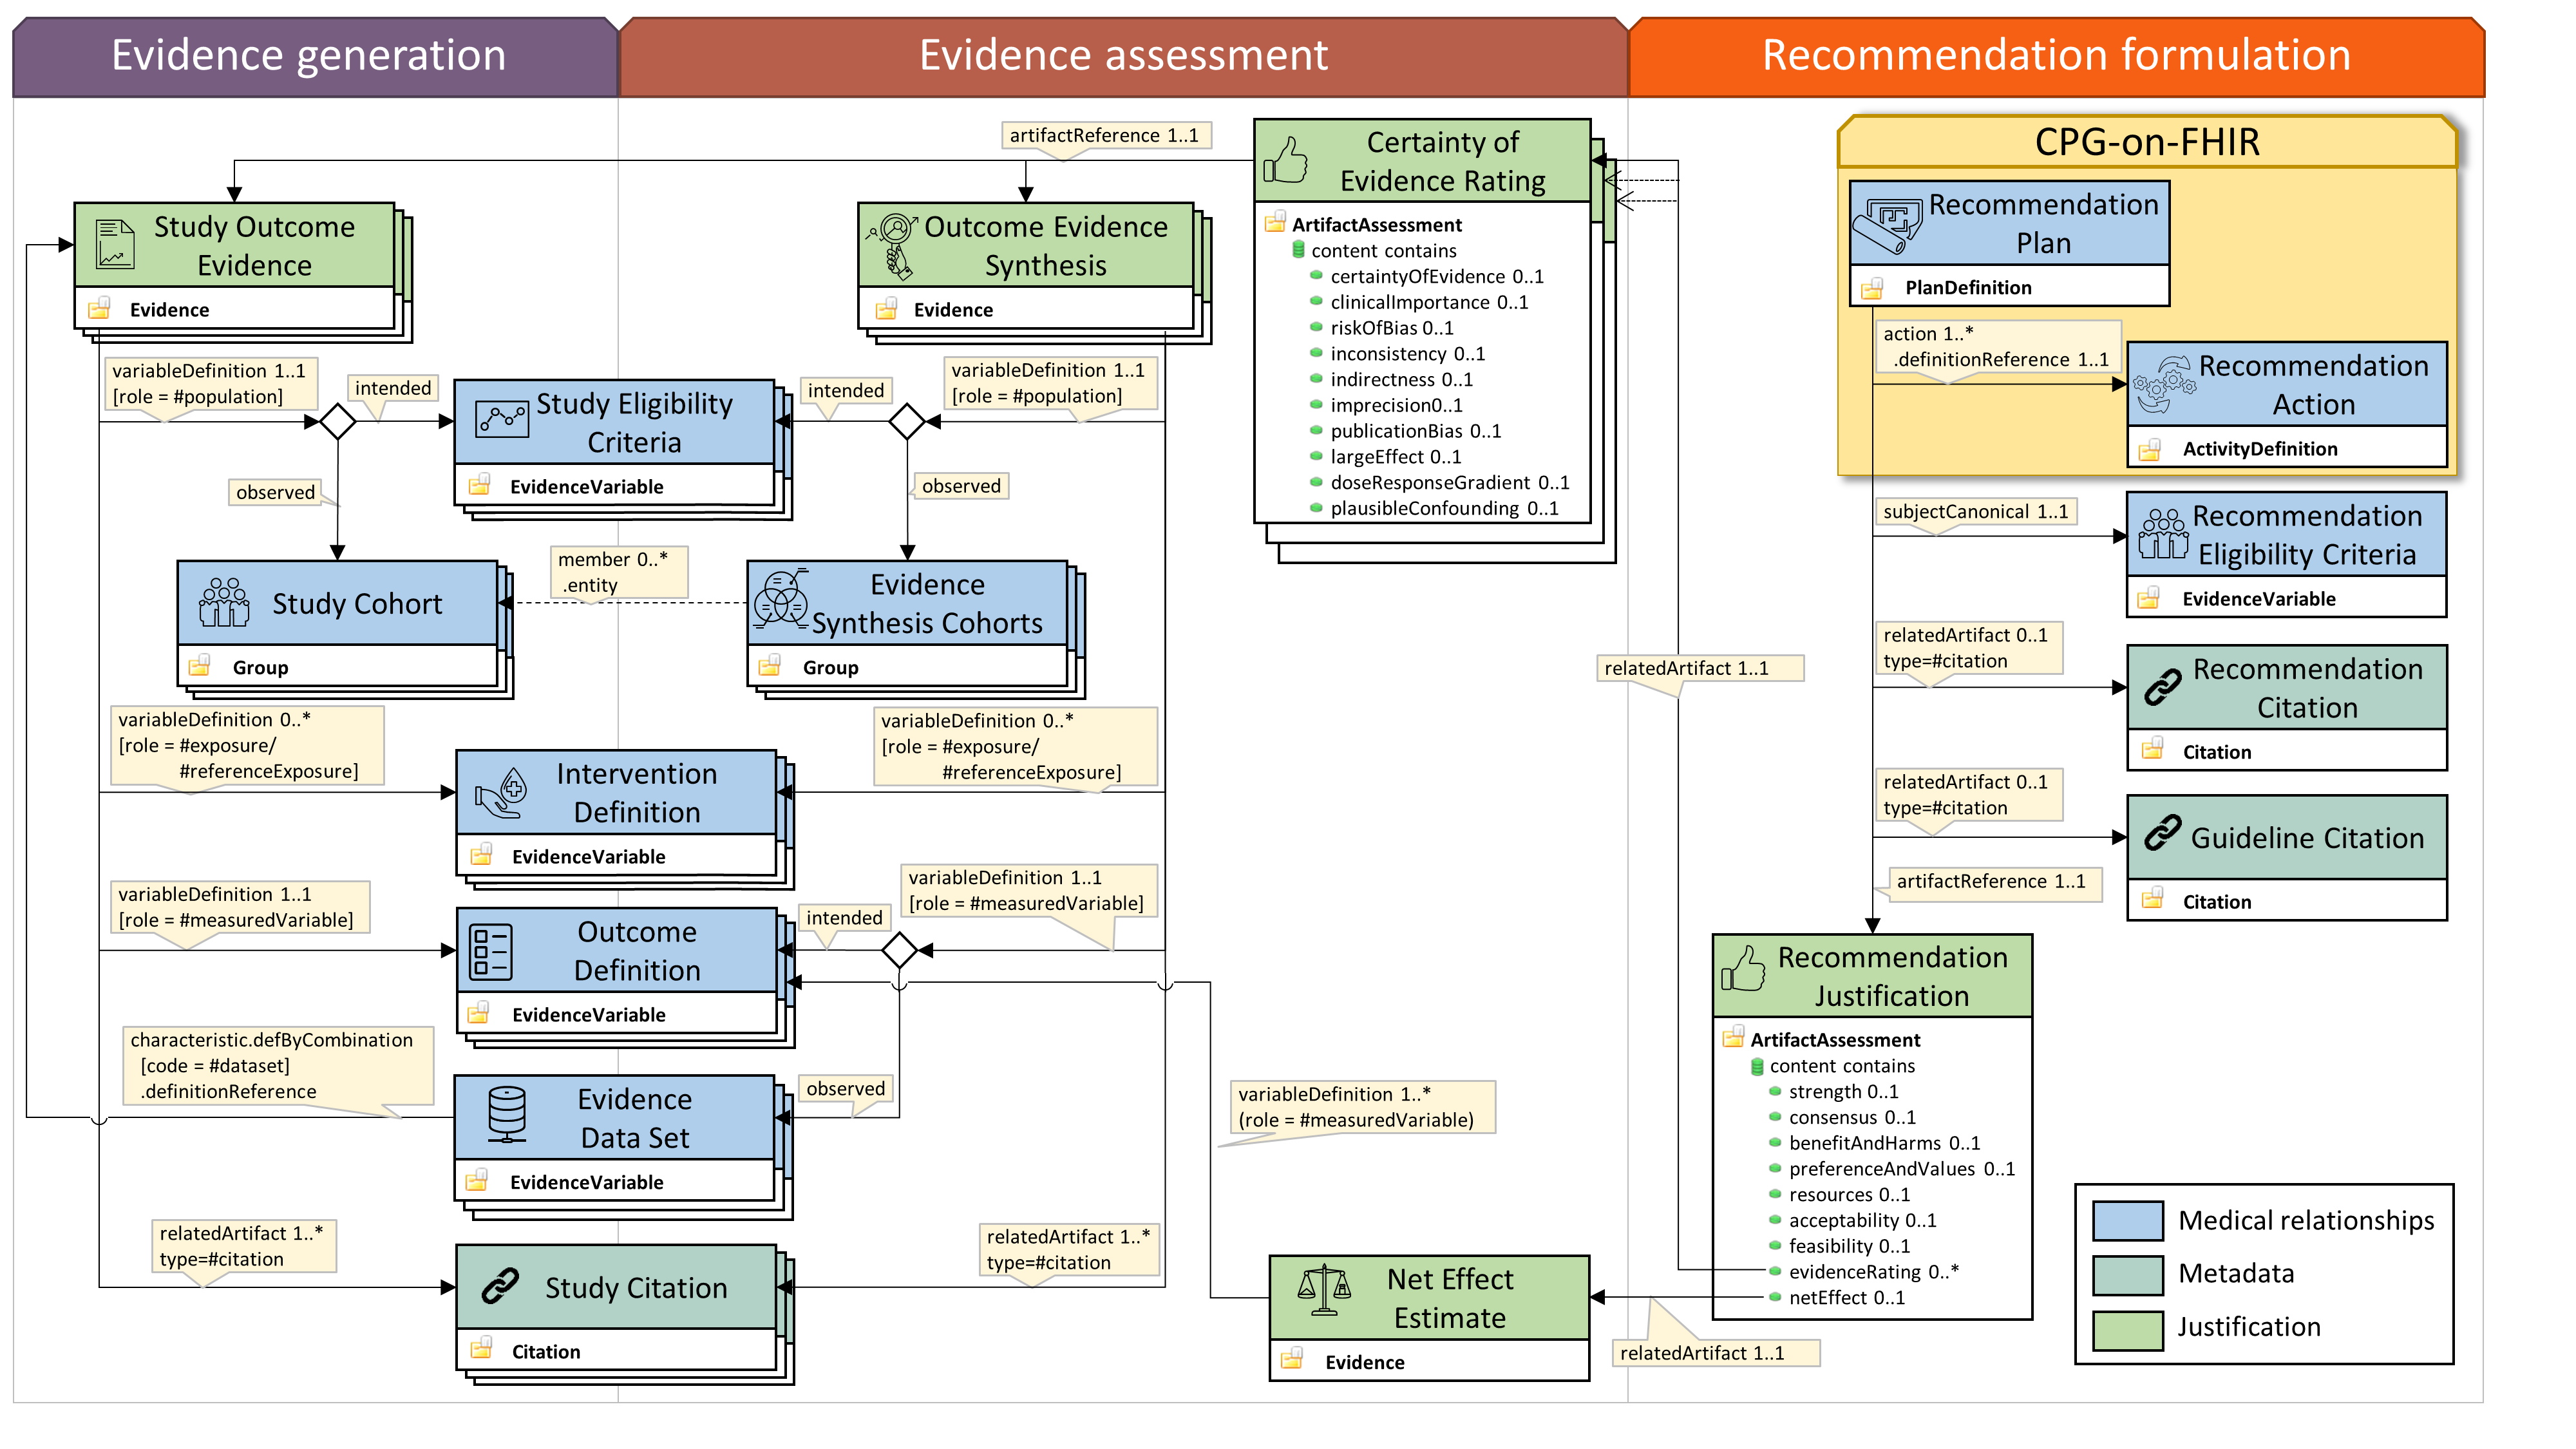 Evidence generation
Evidence assessment
Recommendation formulation
artifactReference 1..1
Study Outcome
Evidence
Evidence
Outcome Evidence
Synthesis
Evidence
Certainty of
Evidence Rating
ArtifactAssessment
content contains
certaintyOfEvidence 0..1
clinicalImportance 0..1
riskOfBias 0..1
inconsistency 0..1
indirectness 0..1
imprecision0..1
publicationBias 0..1
largeEffect 0..1
doseResponseGradient 0..1
plausibleConfounding 0..1
variableDefinition 1..1
[role = #population]
intended
Study Eligibility
Criteria
EvidenceVariable
intended
variableDefinition 1..1
[role = #population]
observed
observed
Study Cohort
Group
member 0..*
.entity
Evidence
Synthesis Cohorts
Group
variableDefinition 0..*
[role = #exposure/
#referenceExposure]
Intervention
Definition
EvidenceVariable
variableDefinition 0..*
[role = #exposure/
#referenceExposure]
variableDefinition 1..1
[role = #measuredVariable]
Outcome
Definition
EvidenceVariable
intended
variableDefinition 1..1
[role = #measuredVariable]
characteristic.defByCombination
[code = #dataset]
.definitionReference
Evidence
Data Set
EvidenceVariable
observed
variableDefinition 1..*
(role = #measuredVariable)
relatedArtifact 1..*
type=#citation
Study Citation
Citation
relatedArtifact 1..*
type=#citation
Net Effect
Estimate
Evidence
relatedArtifact 1..1
relatedArtifact 1..1
CPG-on-FHIR
Recommendation
Plan
PlanDefinition
action 1..*
.definitionReference 1..1
Recommendation
Action
ActivityDefinition
subjectCanonical 1..1
Recommendation
Eligibility Criteria
EvidenceVariable
relatedArtifact 0..1
type=#citation
Recommendation
Citation
Citation
relatedArtifact 0..1
type=#citation
Guideline Citation
Citation
artifactReference 1..1
Recommendation
Justification
ArtifactAssessment
content contains
strength 0..1
consensus 0..1
benefitAndHarms 0..1
preferenceAndValues 0..1
resources 0..1
acceptability 0..1
feasibility 0..1
evidenceRating 0..*
netEffect 0..1
Medical relationships
Metadata
Justification